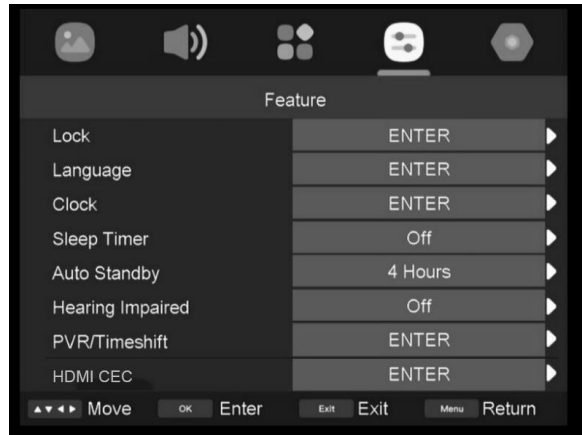 Feature
Lock ENTER
Language ENTER
Clock ENTER
Sleep Timer Off
Auto Standby 4 Hours
Hearing Impaired Off
PVR/Timeshift ENTER
HDMI CEC ENTER
▲▼◀▶ Move OK Enter Exit Exit Menu Return